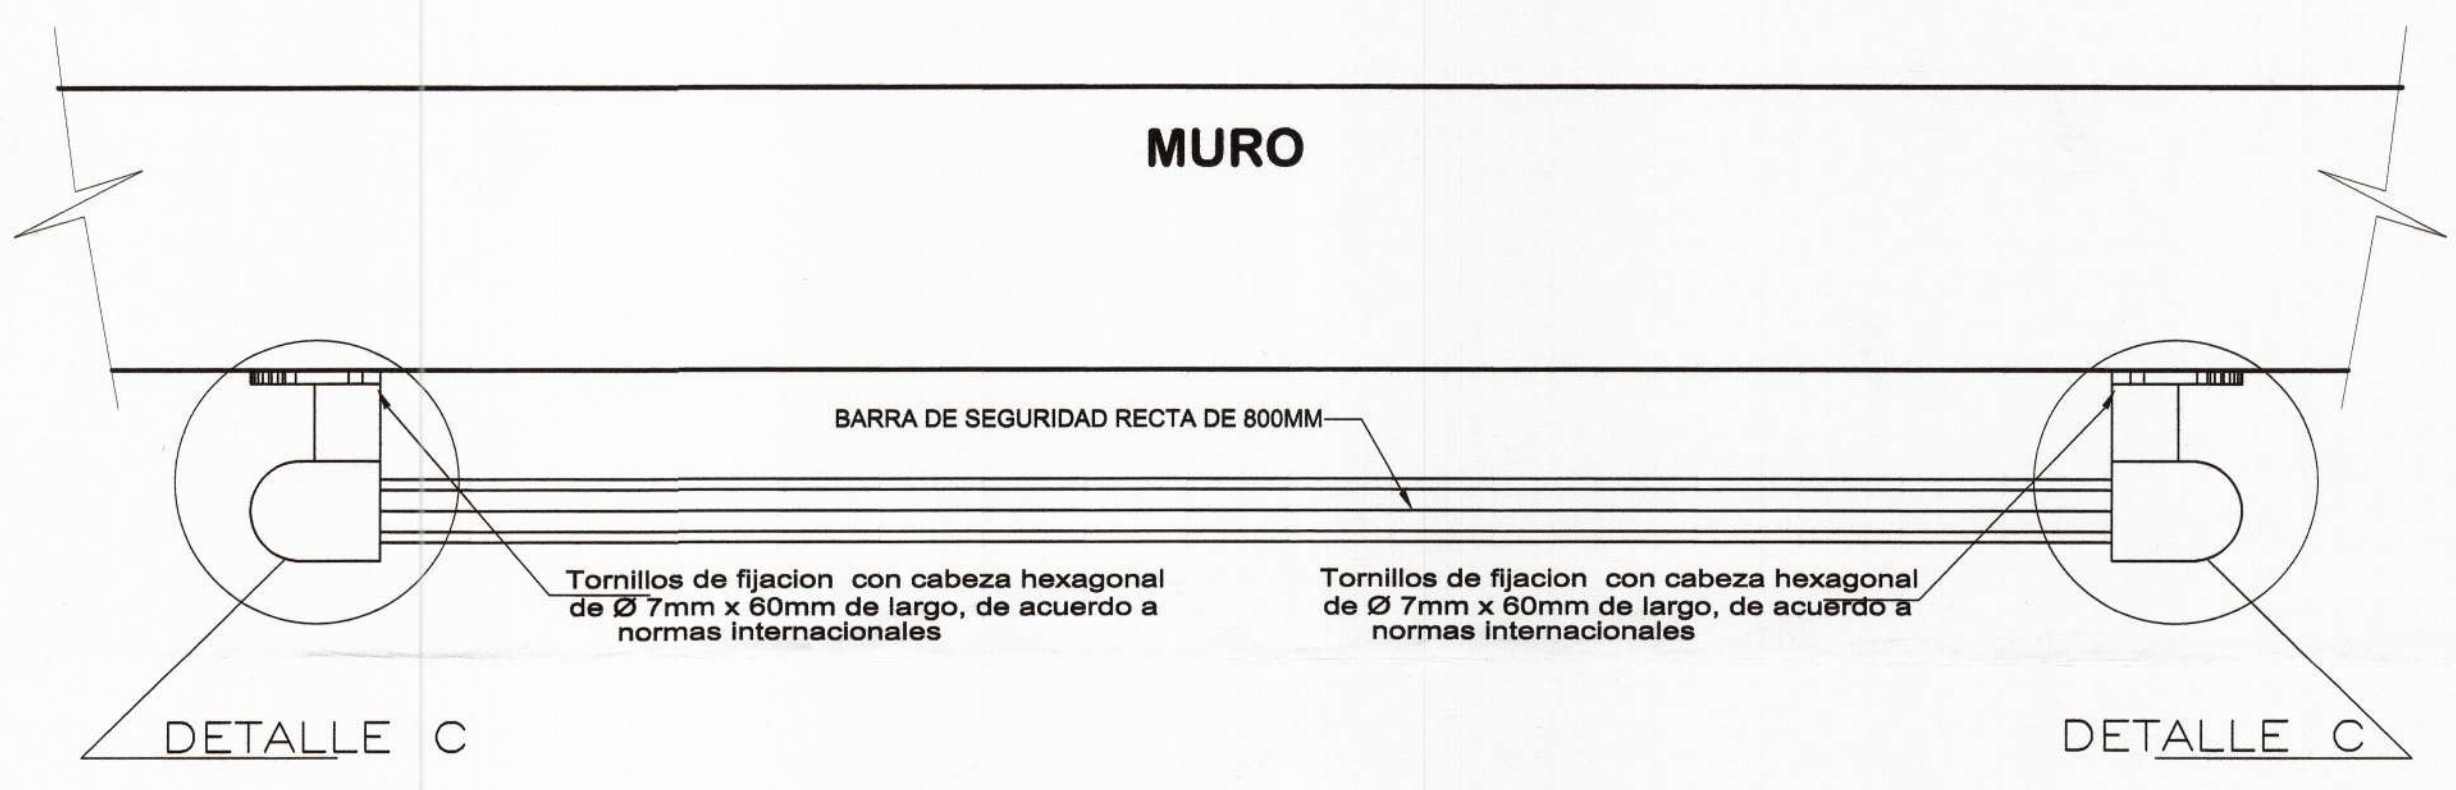 MURO
BARRA DE SEGURIDAD RECTA DE 800MM
Tornillos de fijacion con cabeza hexagonal
de Ø 7mm x 60mm de largo, de acuerdo a
normas internacionales
Tornillos de fijacion con cabeza hexagonal
de Ø 7mm x 60mm de largo, de acuerdo a
normas internacionales
DETALLE C
DETALLE C